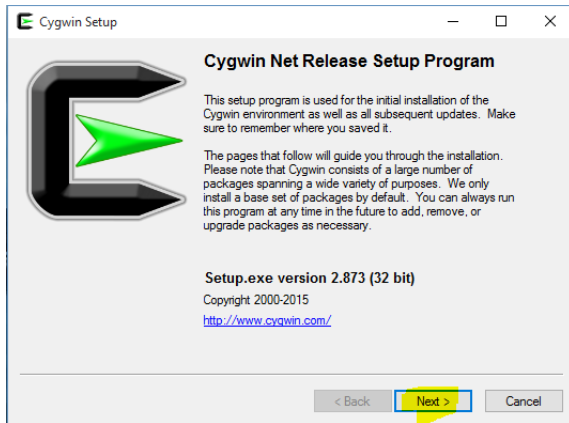 Cygwin Setup
Cygwin Net Release Setup Program
This setup program is used for the initial installation of the
Cygwin environment as well as all subsequent updates. Make
sure to remember where you saved it.
The pages that follow will guide you through the installation.
Please note that Cygwin consists of a large number of
packages spanning a wide variety of purposes. We only
install a base set of packages by default. You can always run
this program at any time in the future to add, remove, or
upgrade packages as necessary.
Setup.exe version 2.873 (32 bit)
Copyright 2000-2015
http://www.cygwin.com/
< Back Next > Cancel